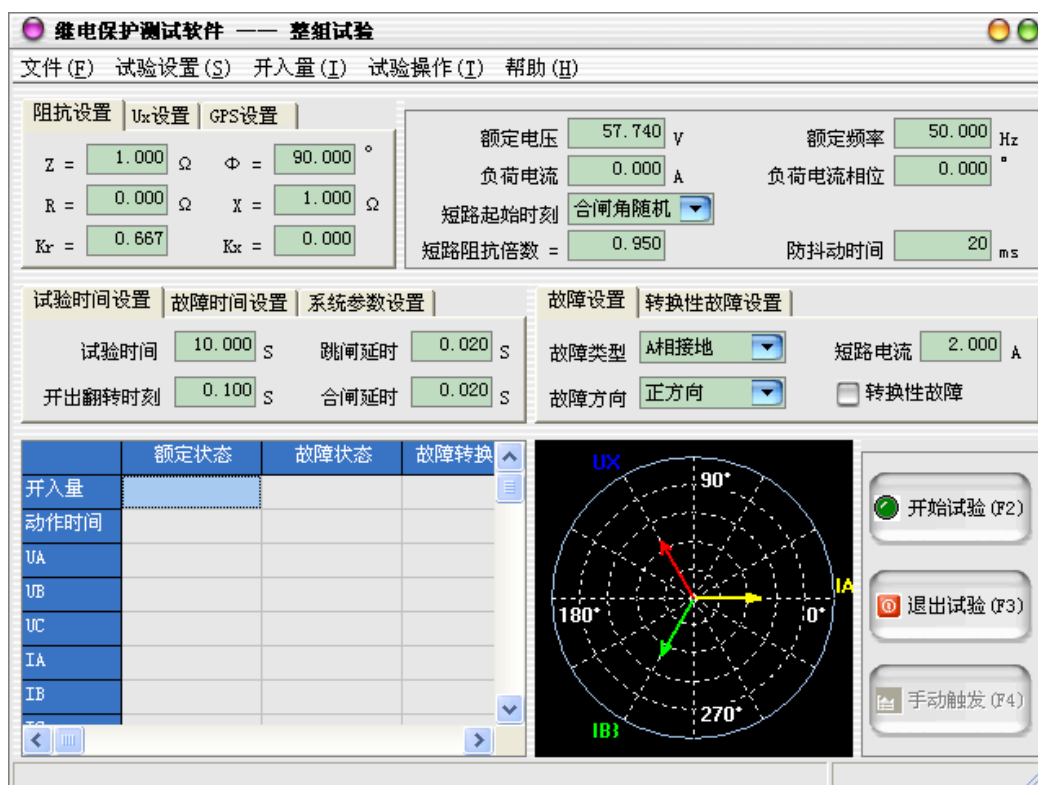 继电保护测试软件 —— 整组试验
文件(F) 试验设置(S) 开入量(I) 试验操作(T) 帮助(H)
阻抗设置 Ux设置 GPS设置
Z = 1.000 Ω Φ = 90.000 °
R = 0.000 Ω X = 1.000 Ω
Kr = 0.667 Kx = 0.000
额定电压 57.740 V 额定频率 50.000 Hz
负荷电流 0.000 A 负荷电流相位 0.000 °
短路起始时刻 合闸角随机
短路阻抗倍数 = 0.950 防抖动时间 20 ms
试验时间设置 故障时间设置 系统参数设置
试验时间 10.000 S 跳闸延时 0.020 S
开出翻转时刻 0.100 S 合闸延时 0.020 S
故障设置 转换性故障设置
故障类型 A相接地 短路电流 2.000 A
故障方向 正方向 转换性故障
额定状态 故障状态 故障转换
开入量
动作时间
UA
UB
UC
IA
IB
UX
90°
IA
180°
0°
270°
开始试验(F2)
退出试验(F3)
手动触发(F4)